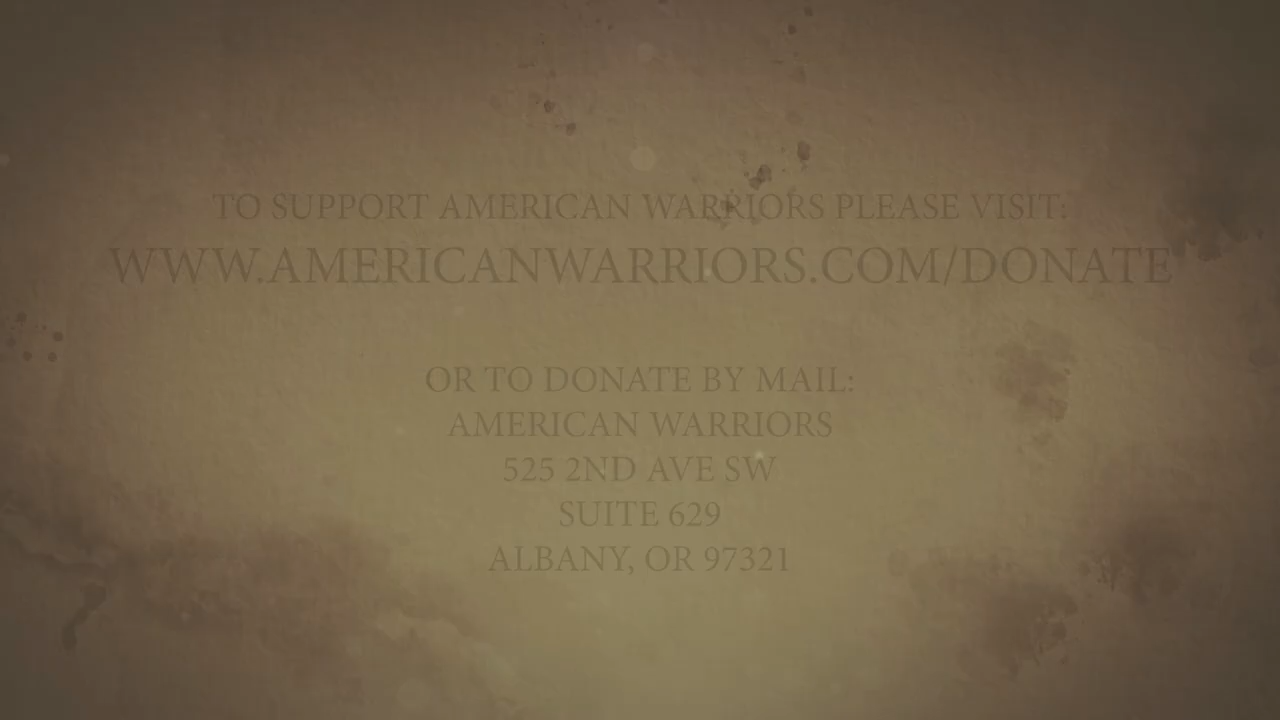 TO SUPPORT AMERICAN WARRIORS PLEASE VISIT:
WWW.AMERICANWARRIORS.COM/DONATE
OR TO DONATE BY MAIL:
AMERICAN WARRIORS
525 2ND AVE SW
SUITE 629
ALBANY, OR 97321